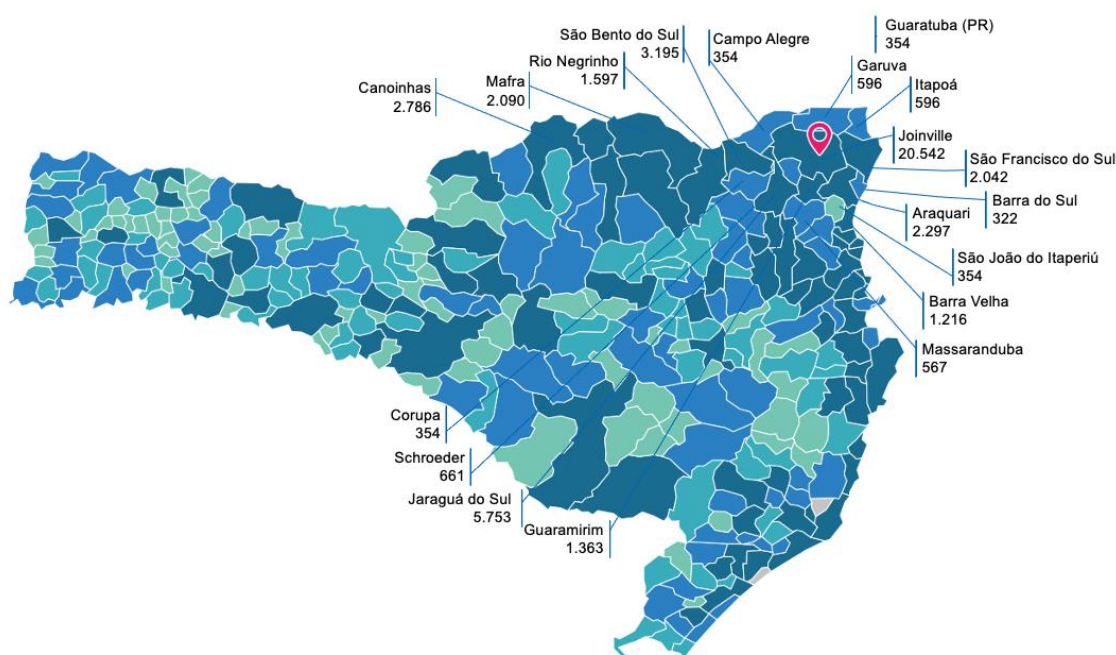 Guaratuba (PR)
354
São Bento do Sul
3.195
Campo Alegre
354
Rio Negrinho
1.597
Garuva
596
Mafra
2.090
Itapoá
596
Canoinhas
2.786
Joinville
20.542
São Francisco do Sul
2.042
Barra do Sul
322
Araquari
2.297
São João do Itaperiú
354
Barra Velha
1.216
Massaranduba
567
Corupa
354
Schroeder
661
Jaraguá do Sul
5.753
Guaramirim
1.363